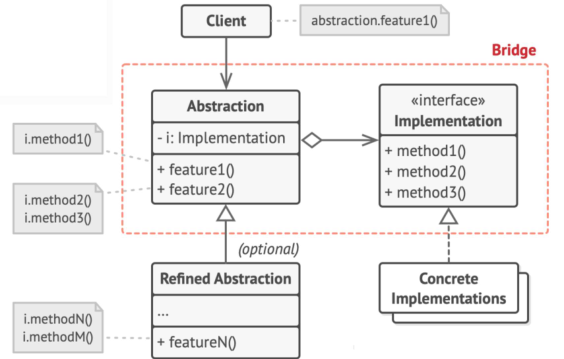 Client
abstraction.feature1()
Bridge
Abstraction
- i: Implementation
+ feature1()
+ feature2()
«interface»
Implementation
+ method1()
+ method2()
+ method3()
i.method1()
i.method2()
i.method3()
(optional)
Refined Abstraction
...
+ featureN()
Concrete
Implementations
i.methodN()
i.methodM()